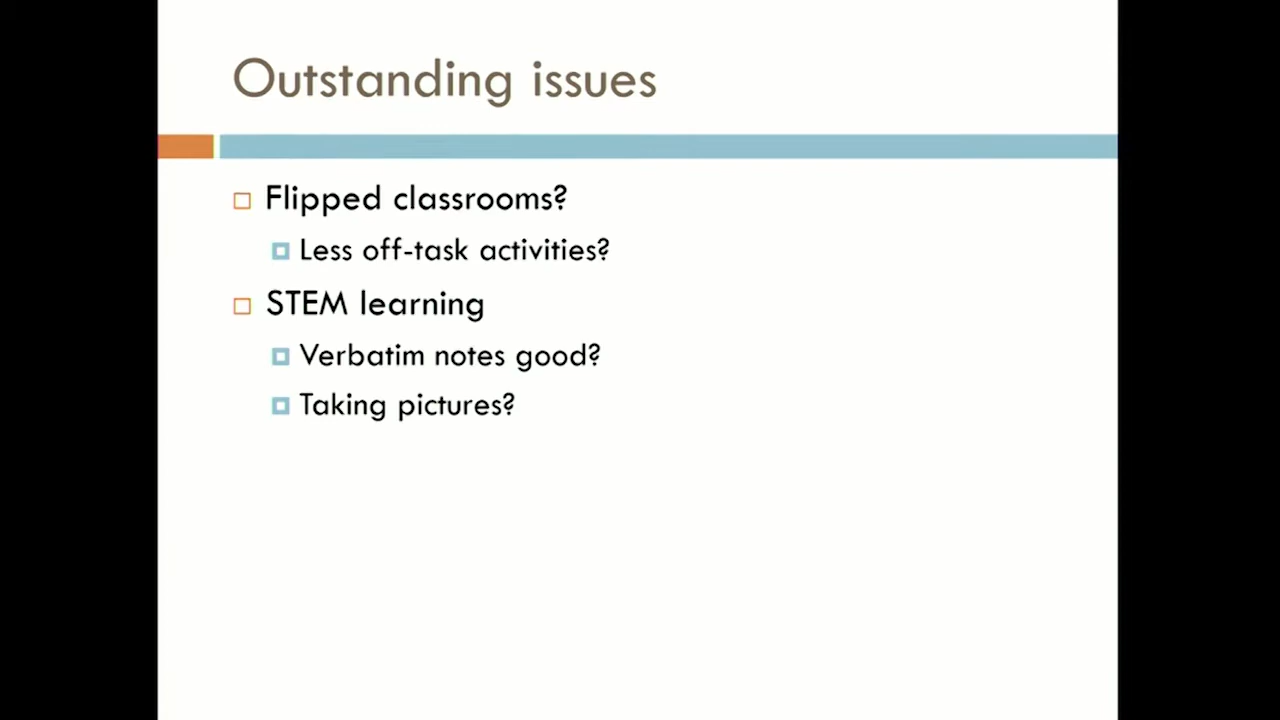 Outstanding issues
Flipped classrooms?
Less off-task activities?
STEM learning
Verbatim notes good?
Taking pictures?